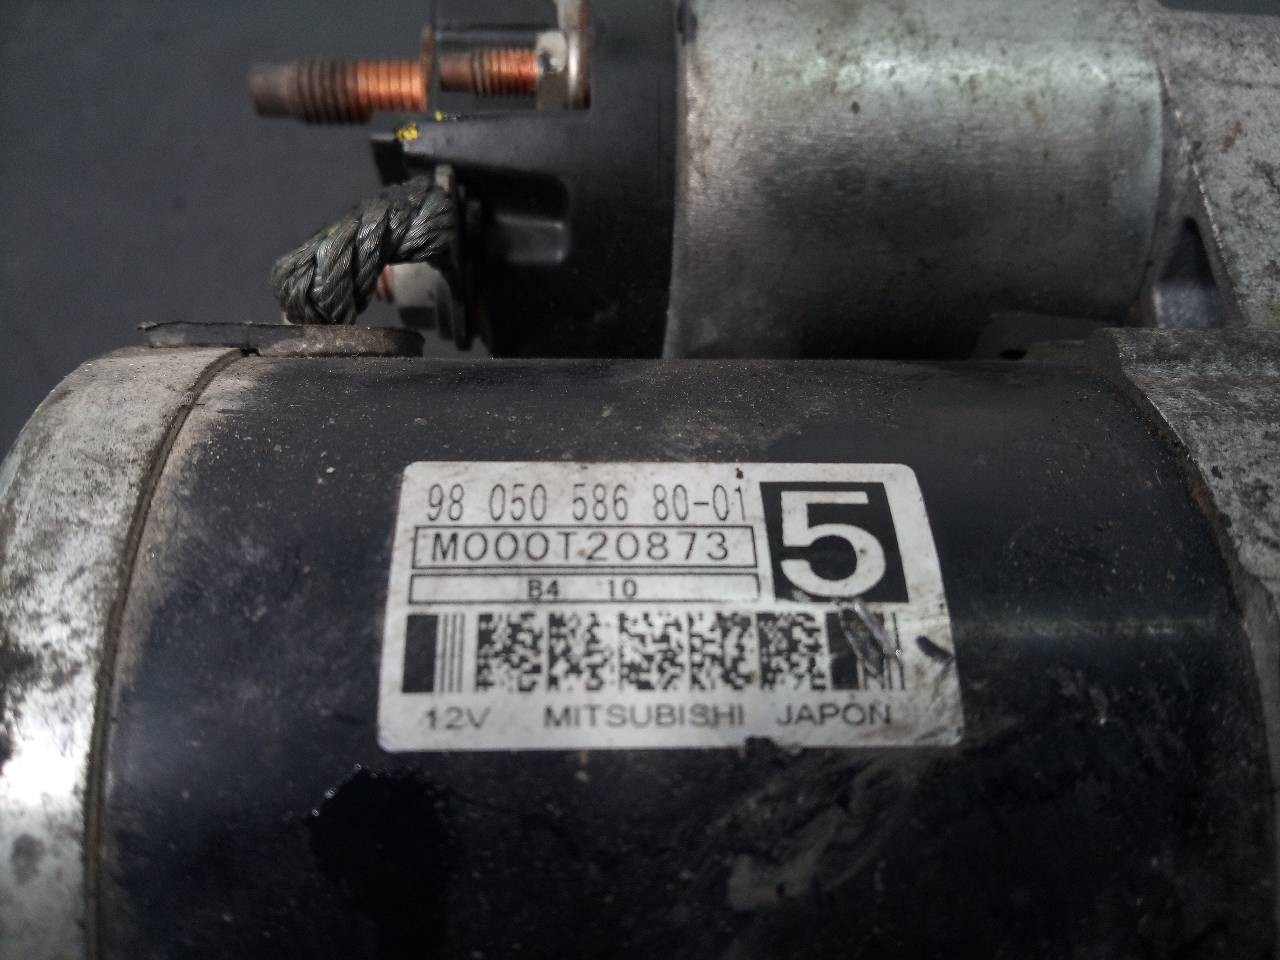 98 050 586 80-01
5
M000T20873
B4 10
12V MITSUBISHI JAPON